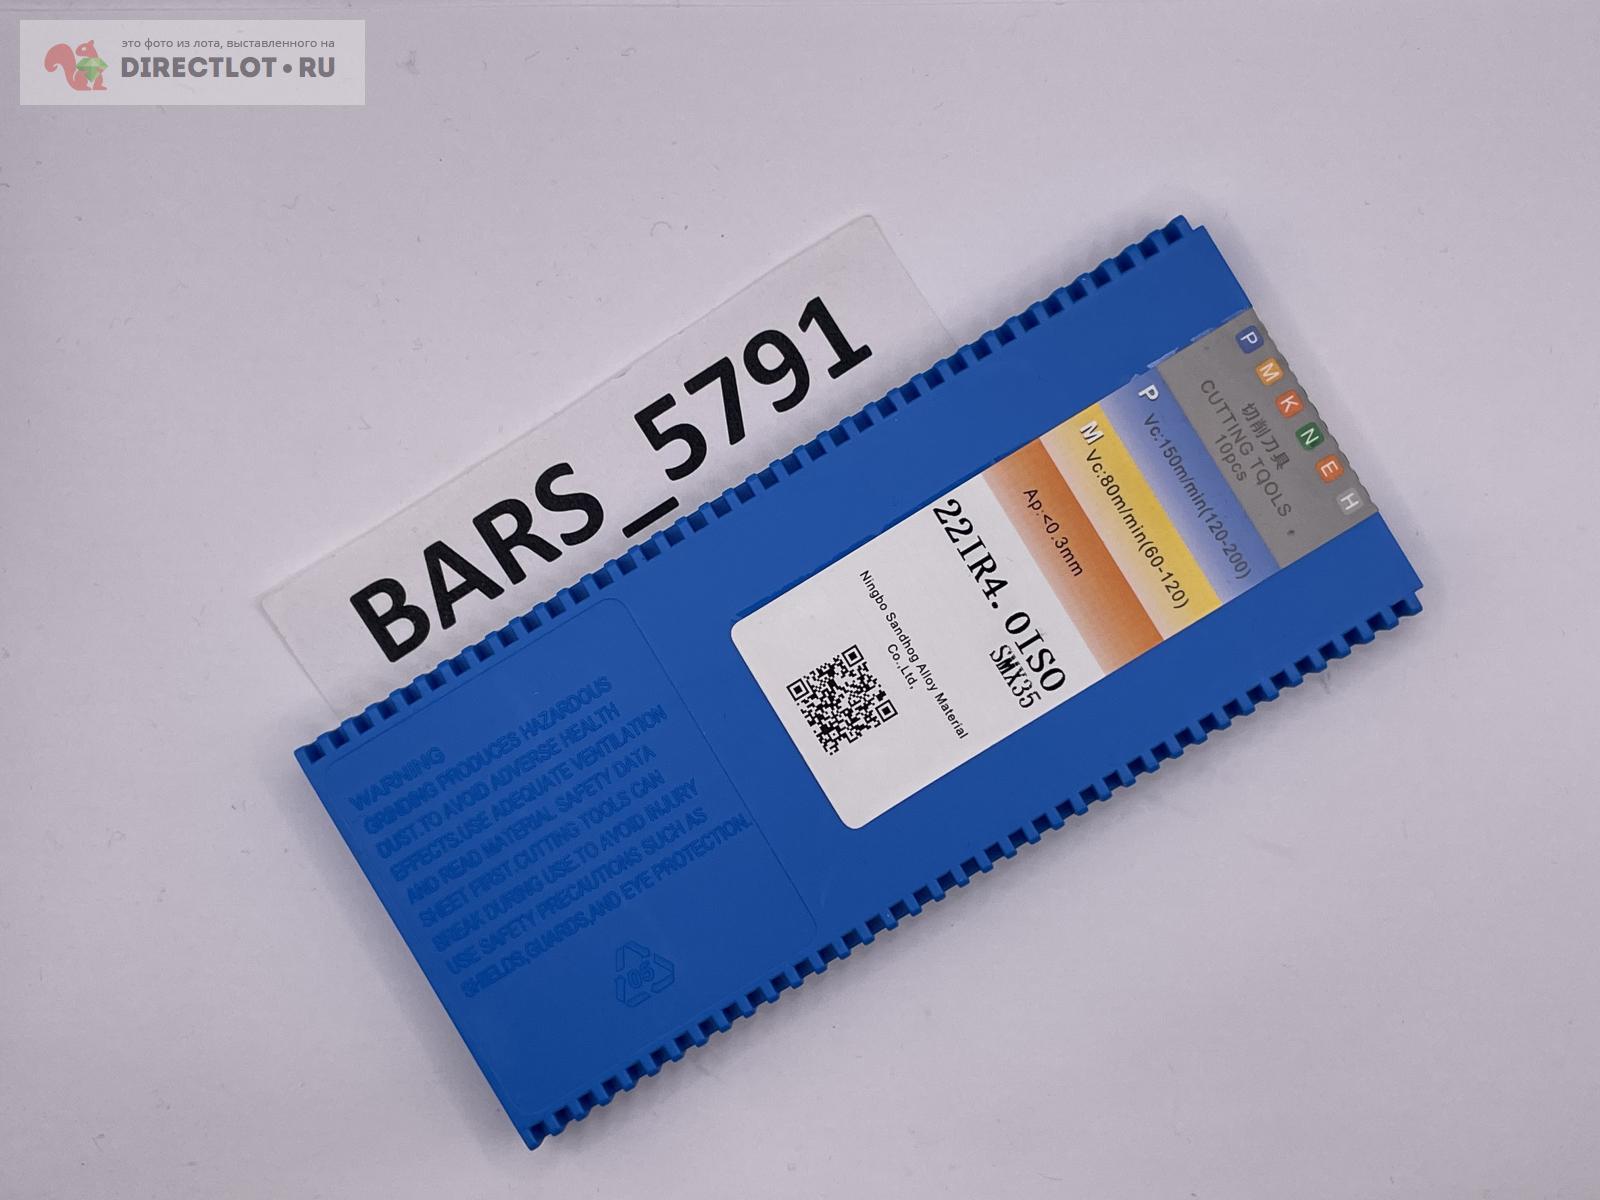 это фото из лота, выставленного на
DIRECTLOT•RU
BARS_5791
P
M
K
N
E
H
切削刀具
CUTTING TOOLS
10pcs
P Vc:150m/min(120-200)
M Vc:80m/min(60-120)
Ap:<0.3mm
22IR4.0ISO
SMX35
Ningbo Sandhog Alloy Material
Co.,Ltd,
WARNING
GRINDING PRODUCES HAZARDOUS
DUST.TO AVOID ADVERSE HEALTH
EFFECTS.USE ADEQUATE VENTILATION
AND READ MATERIAL SAFETY DATA
SHEET FIRST.CUTTING TOOLS CAN
BREAK DURING USE.TO AVOID INJURY
USE SAFETY PRECAUTIONS SUCH AS
SHIELDS,GUARDS,AND EYE PROTECTION.
05